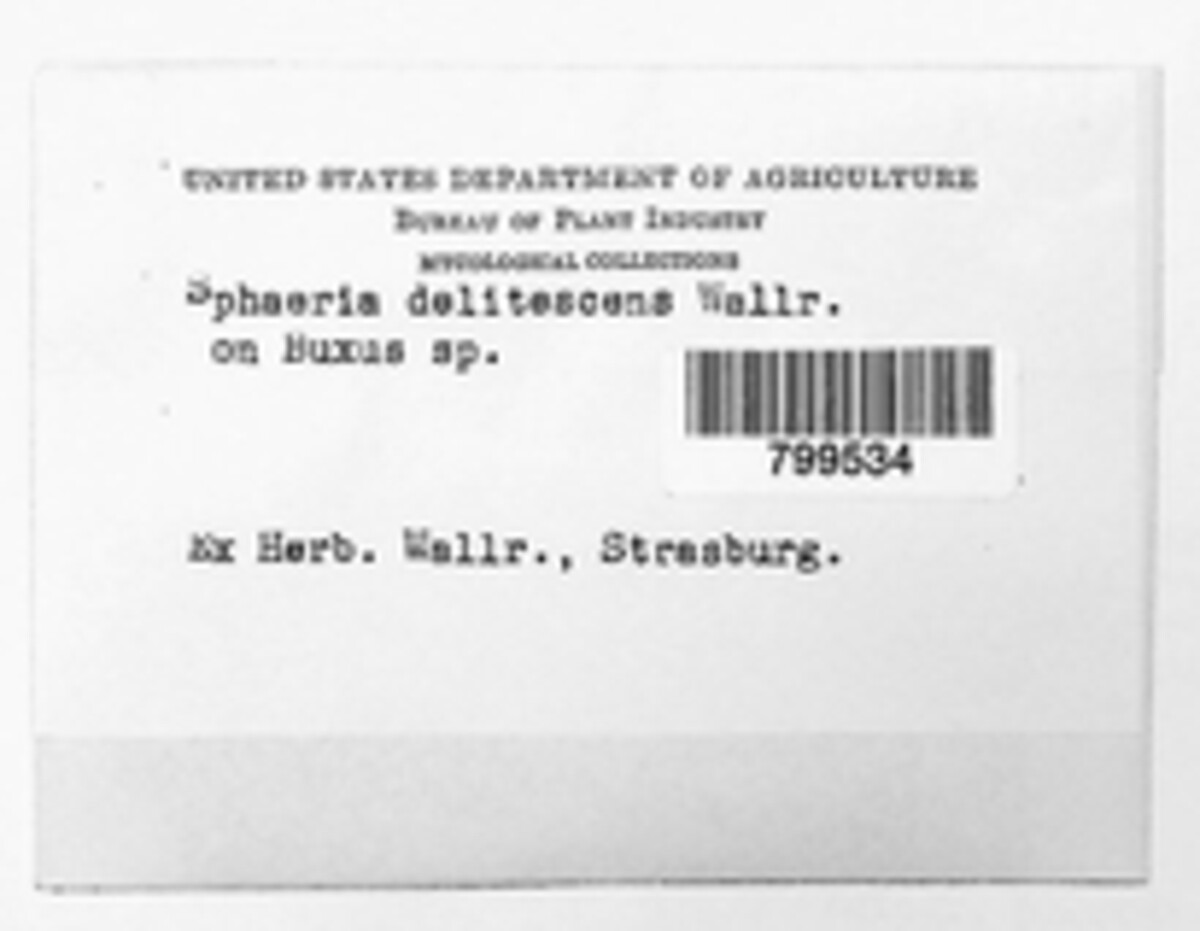 UNITED STATES DEPARTMENT OF AGRICULTURE
BUREAU OF PLANT INDUSTRY
MYCOLOGICAL COLLECTIONS
Sphaeria delitescens Wallr.
on Buxus sp.
799534
Ex Herb. Wallr., Strasburg.